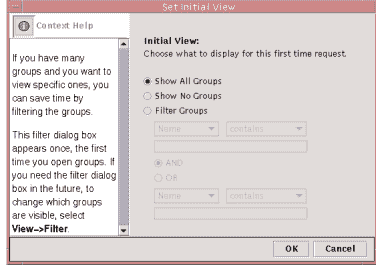 Set Initial View
Context Help
If you have many
groups and you want to
view specific ones, you
can save time by
filtering the groups.
This filter dialog box
appears once, the first
time you open groups. If
you need the filter dialog
box in the future, to
change which groups
are visible, select
View–>Filter.
Initial View:
Choose what to display for this first time request.
Show All Groups
Show No Groups
Filter Groups
Name contains
AND
OR
Name contains
OK Cancel